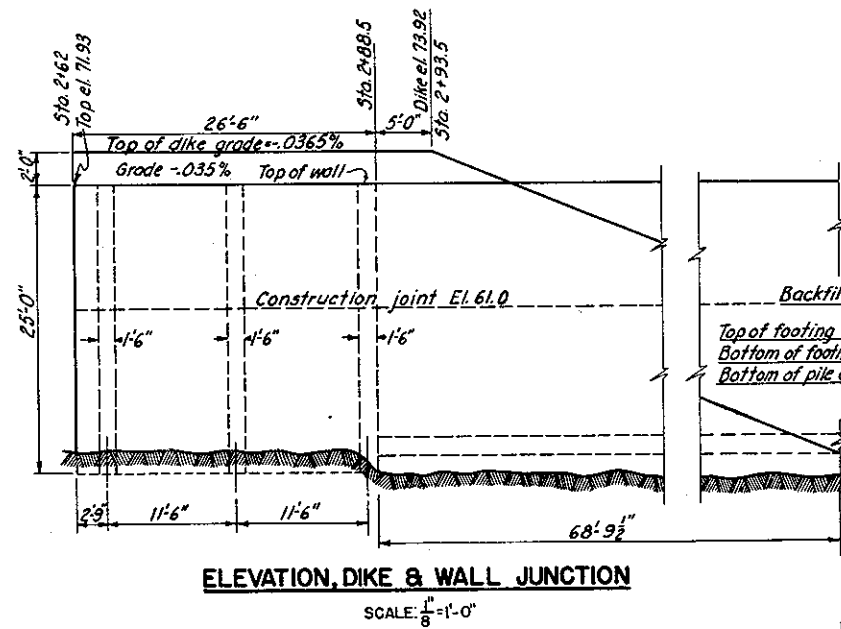 Sta. 2+62
Top el. 71.93
Sta. 2+88.5
Dike el. 73.92
Sta. 2+93.5
26'-6"
5'-0"
Top of dike grade=-.0365%
2'-0"
Grade -.035%
Top of wall
25'-0"
Construction joint El. 61.0
Backfil
1'-6"
1'-6"
1'-6"
Top of footing
Bottom of footi
Bottom of pile c
2'-9"
11'-6"
11'-6"
68'-9 1/2"
ELEVATION, DIKE & WALL JUNCTION
SCALE: 1/8"=1'-0"